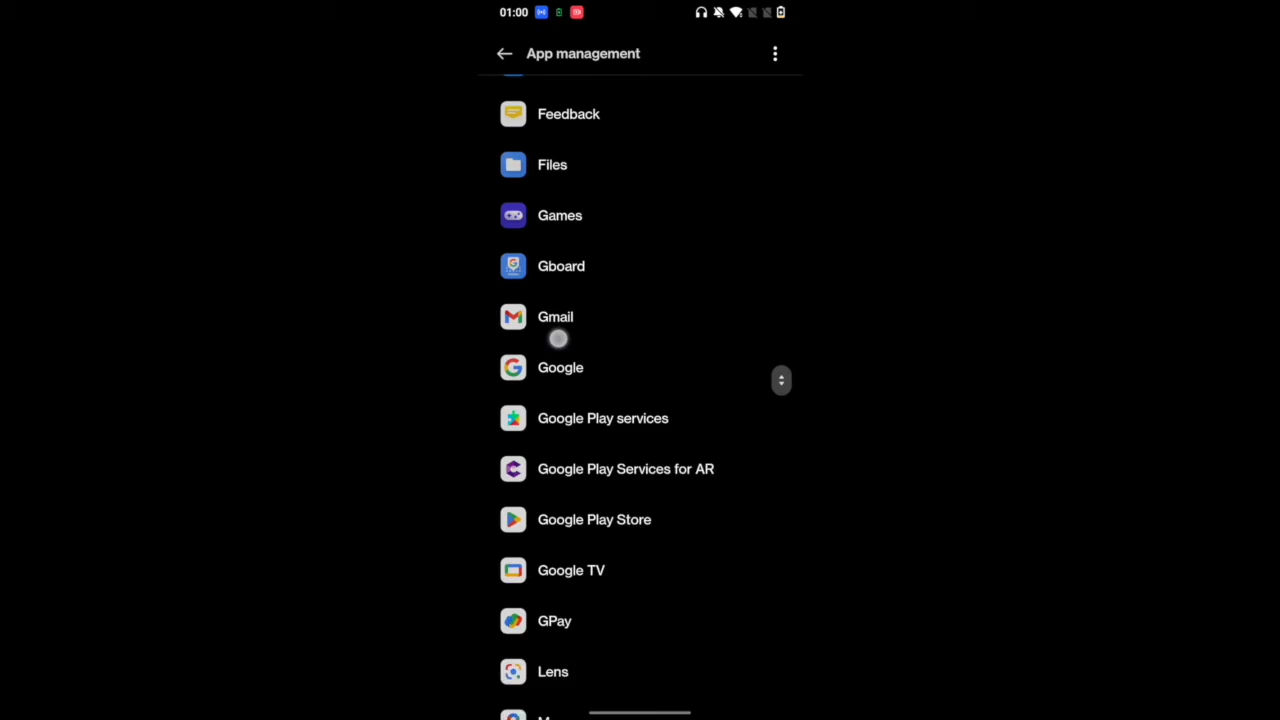 01:00
App management
Feedback
Files
Games
Gboard
Gmail
Google
Google Play services
Google Play Services for AR
Google Play Store
Google TV
GPay
Lens